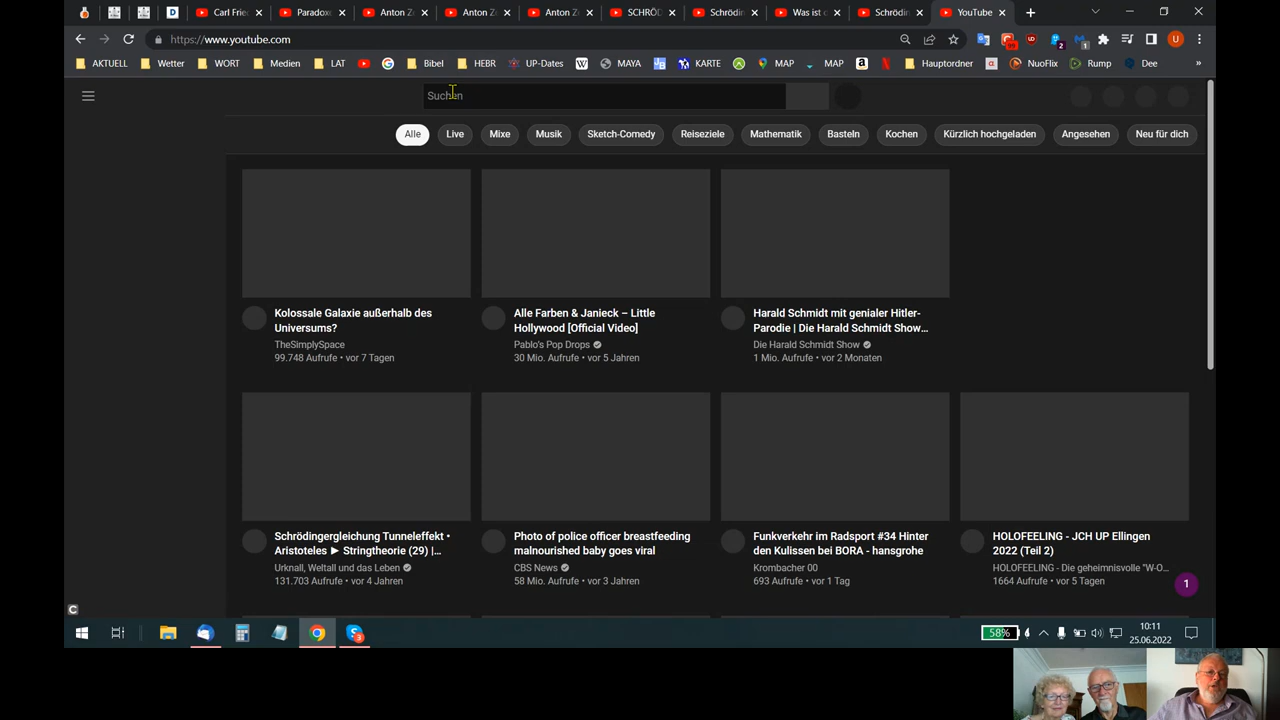 Carl Frie
Paradoxo
Anton Ze
Anton Ze
Anton Ze
SCHRÖD
Schrödin
Was ist d
Schrödin
YouTube
https://www.youtube.com
99
2
1
U
AKTUELL
Wetter
WORT
Medien
LAT
Bibel
HEBR
UP-Dates
W
MAYA
KARTE
MAP
MAP
Hauptordner
NuoFlix
Rump
Dee
»
Suchen
Alle
Live
Mixe
Musik
Sketch-Comedy
Reiseziele
Mathematik
Basteln
Kochen
Kürzlich hochgeladen
Angesehen
Neu für dich
Kolossale Galaxie außerhalb des
Universums?
TheSimplySpace
99.748 Aufrufe • vor 7 Tagen
Alle Farben & Janieck – Little
Hollywood [Official Video]
Pablo's Pop Drops
30 Mio. Aufrufe • vor 5 Jahren
Harald Schmidt mit genialer Hitler-
Parodie | Die Harald Schmidt Show…
Die Harald Schmidt Show
1 Mio. Aufrufe • vor 2 Monaten
Schrödingergleichung Tunneleffekt •
Aristoteles ► Stringtheorie (29) |…
Urknall, Weltall und das Leben
131.703 Aufrufe • vor 4 Jahren
Photo of police officer breastfeeding
malnourished baby goes viral
CBS News
58 Mio. Aufrufe • vor 3 Jahren
Funkverkehr im Radsport #34 Hinter
den Kulissen bei BORA - hansgrohe
Krombacher 00
693 Aufrufe • vor 1 Tag
HOLOFEELING - JCH UP Ellingen
2022 (Teil 2)
HOLOFEELING - Die geheimnisvolle "W-O…
1664 Aufrufe • vor 5 Tagen
1
C
58%
10:11
25.06.2022